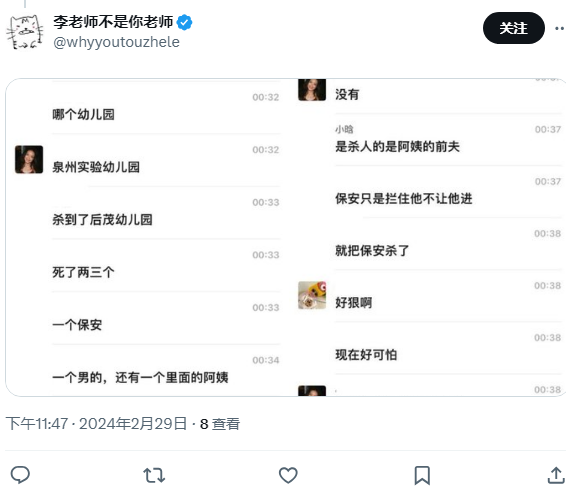 李老师不是你老师
@whyyoutouzhele
关注
00:32
哪个幼儿园
00:32
泉州实验幼儿园
00:33
杀到了后茂幼儿园
00:33
死了两三个
00:33
一个保安
00:34
一个男的，还有一个里面的阿姨
没有
小晗
00:37
是杀人的是阿姨的前夫
00:37
保安只是拦住他不让他进
00:38
就把保安杀了
00:38
好狠啊
00:38
现在好可怕
00:38
下午11:47 · 2024年2月29日 · 8 查看